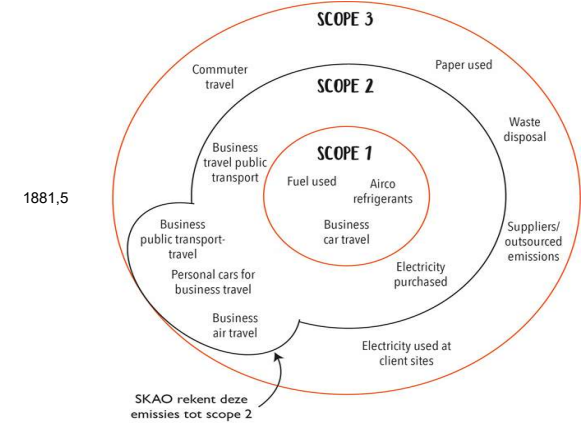 SCOPE 3
Commuter
travel
Paper used
SCOPE 2
Waste
disposal
Business
travel public
transport
SCOPE 1
Fuel used
Airco
refrigerants
1881,5
Business
car travel
Business
public transport-
travel
Suppliers/
outsourced
emissions
Personal cars for
business travel
Electricity
purchased
Business
air travel
Electricity used at
client sites
SKAO rekent deze
emissies tot scope 2